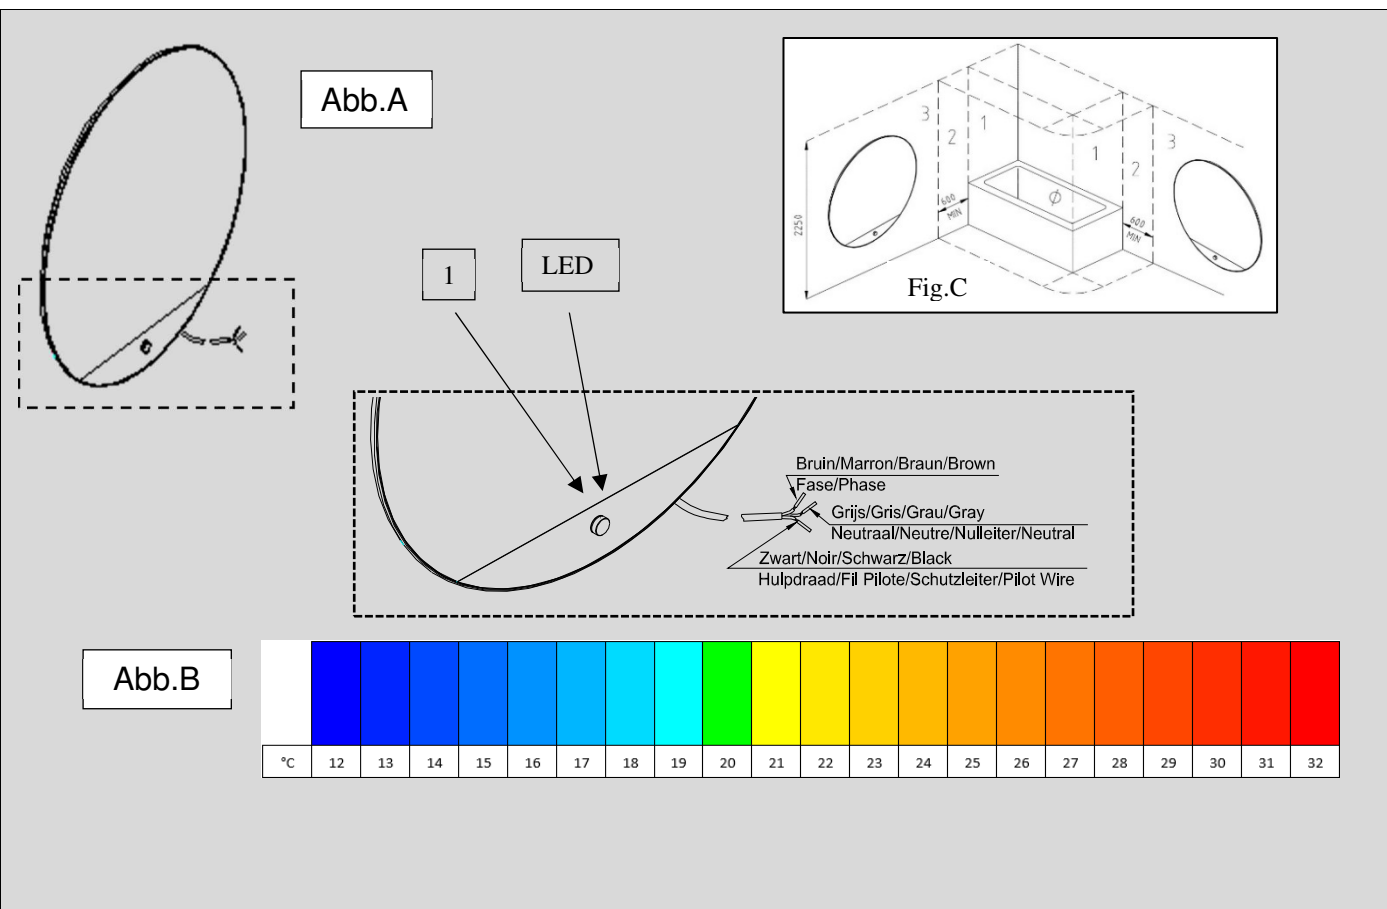 Abb.A
3
2
1
1
2
3
2250
600
MIN
600
MIN
Fig.C
1
LED
Bruin/Marron/Braun/Brown
Fase/Phase
Grijs/Gris/Grau/Gray
Neutraal/Neutre/Nulleiter/Neutral
Zwart/Noir/Schwarz/Black
Hulpdraad/Fil Pilote/Schutzleiter/Pilot Wire
Abb.B
°C 12 13 14 15 16 17 18 19 20 21 22 23 24 25 26 27 28 29 30 31 32